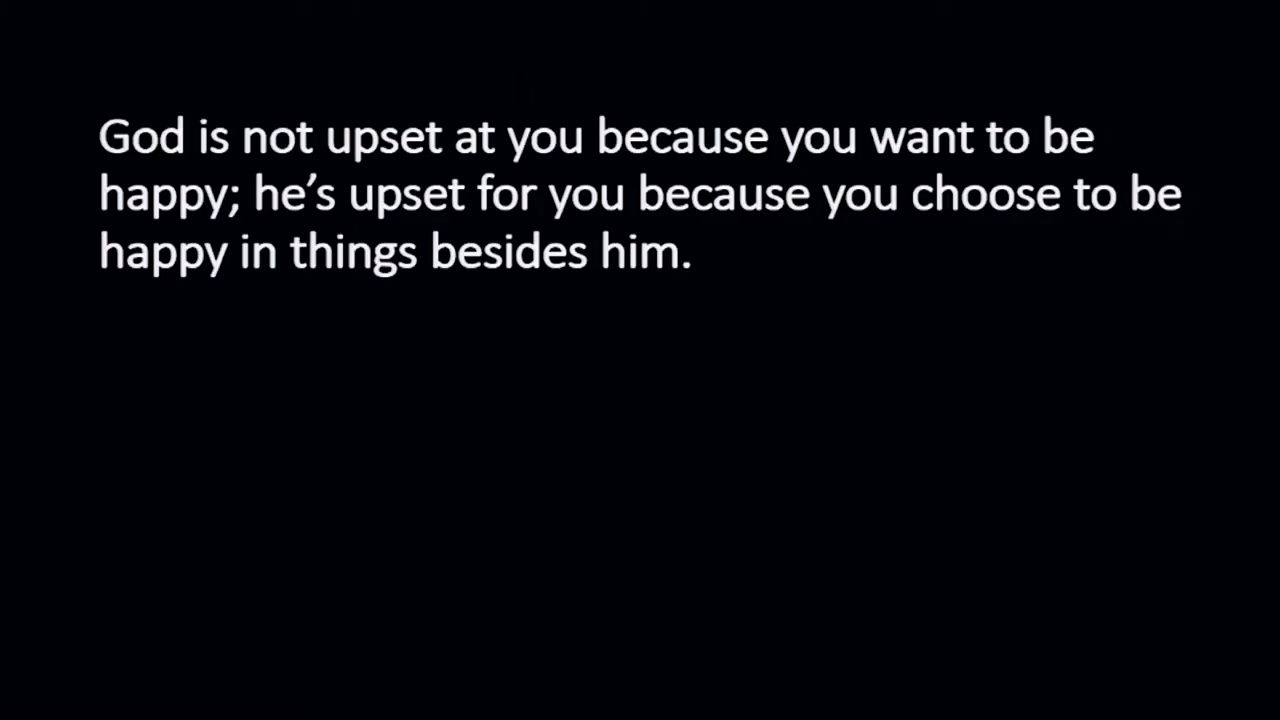 God is not upset at you because you want to be
happy; he’s upset for you because you choose to be
happy in things besides him.